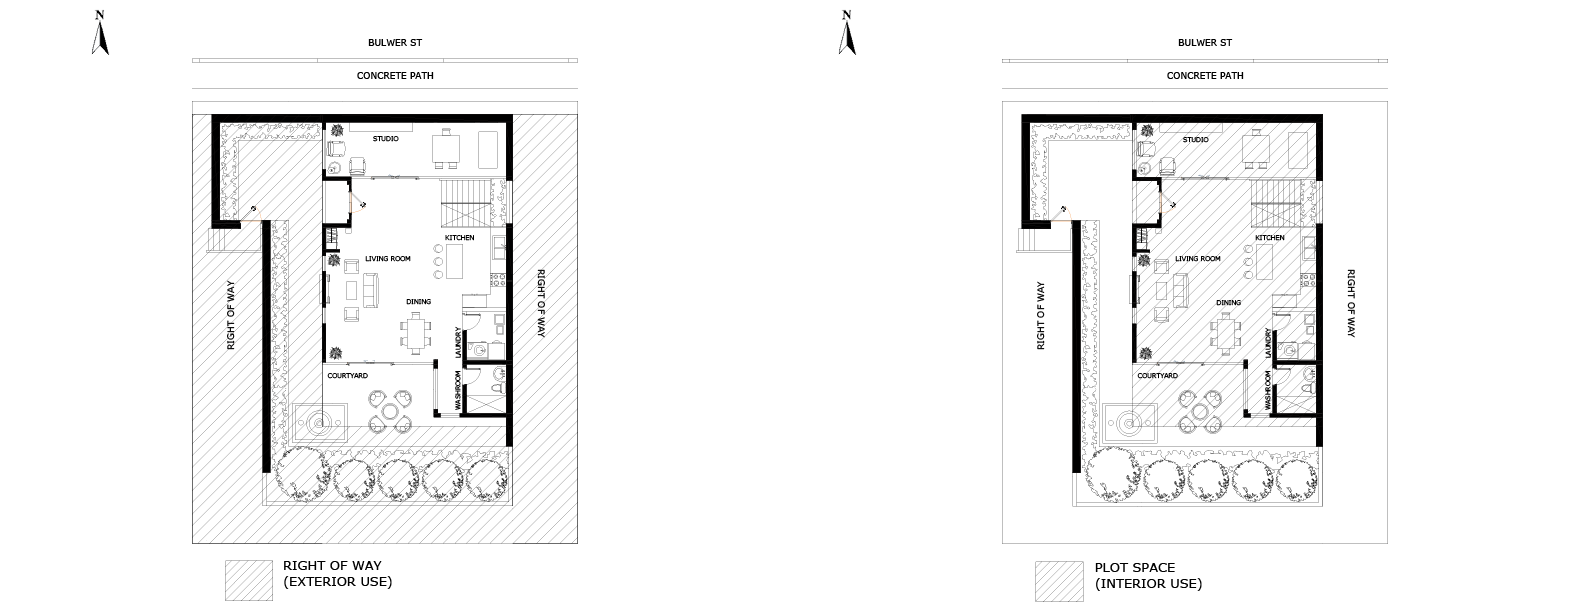 N
BULWER ST
CONCRETE PATH
STUDIO
KITCHEN
LIVING ROOM
DINING
RIGHT OF WAY
RIGHT OF WAY
LAUNDRY
COURTYARD
WASHROOM
RIGHT OF WAY
(EXTERIOR USE)
N
BULWER ST
CONCRETE PATH
STUDIO
KITCHEN
LIVING ROOM
DINING
RIGHT OF WAY
RIGHT OF WAY
LAUNDRY
COURTYARD
WASHROOM
PLOT SPACE
(INTERIOR USE)